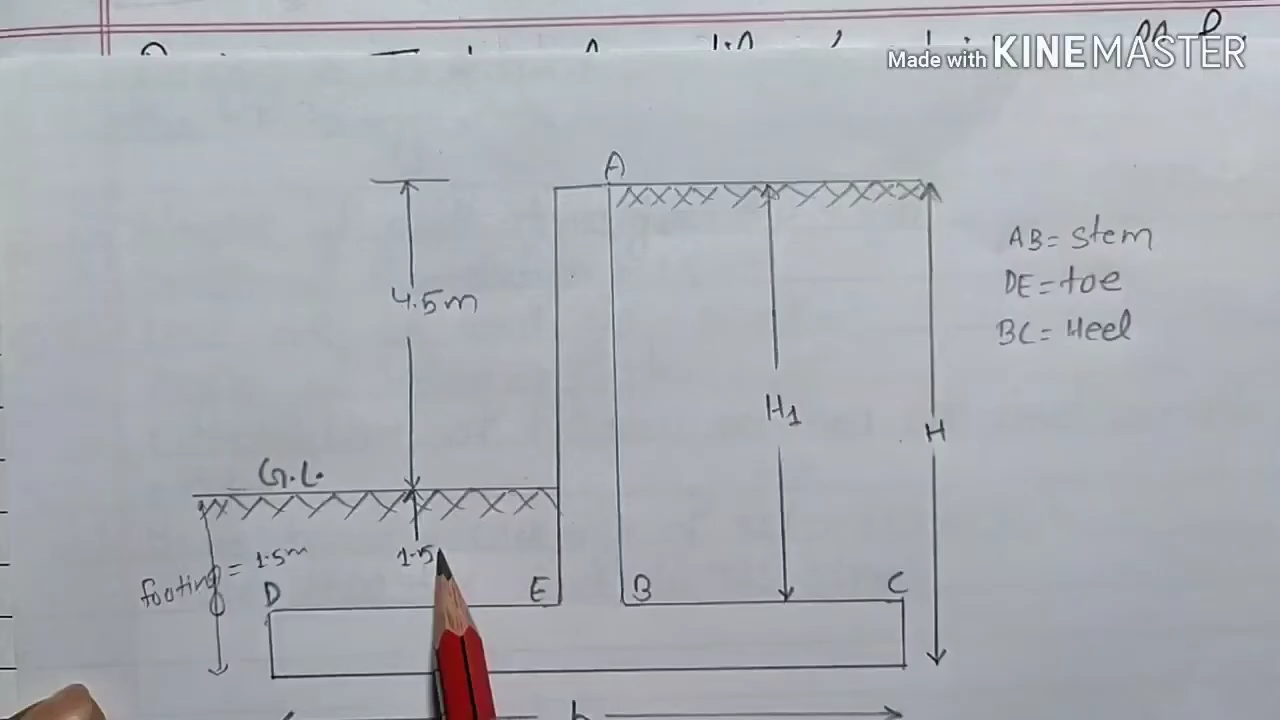 Made with KINEMASTER
A
AB = Stem
DE = toe
BC = Heel
4.5m
H1
H
G.L.
footing = 1.5m
1.5
D
E
B
C
b